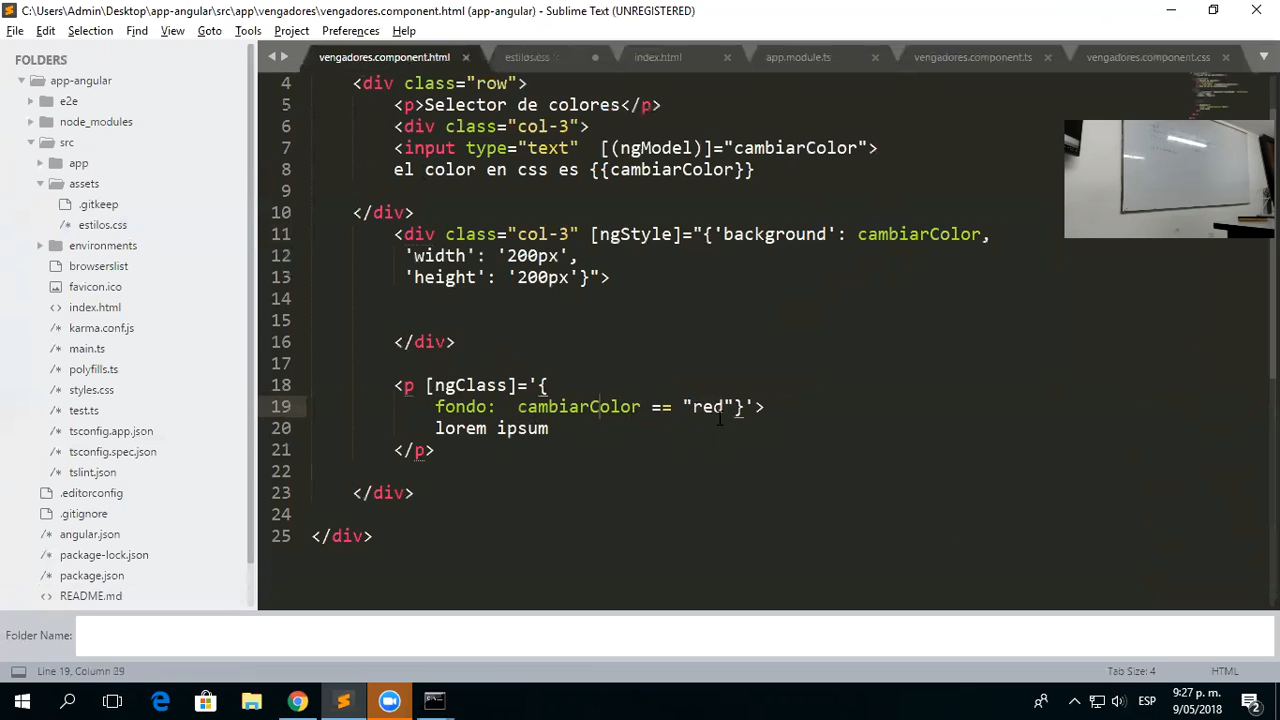 C:\Users\Admin\Desktop\app-angular\src\app\vengadores\vengadores.component.html (app-angular) - Sublime Text (UNREGISTERED)
File Edit Selection Find View Goto Tools Project Preferences Help
FOLDERS
app-angular
e2e
node_modules
src
app
assets
.gitkeep
estilos.css
environments
browserslist
favicon.ico
index.html
karma.conf.js
main.ts
polyfills.ts
styles.css
test.ts
tsconfig.app.json
tsconfig.spec.json
tslint.json
.editorconfig
.gitignore
angular.json
package-lock.json
package.json
README.md
vengadores.component.html estilos.css index.html app.module.ts vengadores.component.ts vengadores.component.css
4 <div class="row">
5 <p>Selector de colores</p>
6 <div class="col-3">
7 <input type="text"  [(ngModel)]="cambiarColor">
8 el color en css es {{cambiarColor}}
9
10 </div>
11 <div class="col-3" [ngStyle]="{'background': cambiarColor,
12 'width': '200px',
13 'height': '200px'}">
14
15
16 </div>
17
18 <p [ngClass]='{
19 fondo:  cambiarColor == "red"}'>
20 lorem ipsum
21 </p>
22
23 </div>
24
25 </div>
Folder Name:
Line 19, Column 29 Tab Size: 4 HTML
ESP 9:27 p. m.
9/05/2018
2